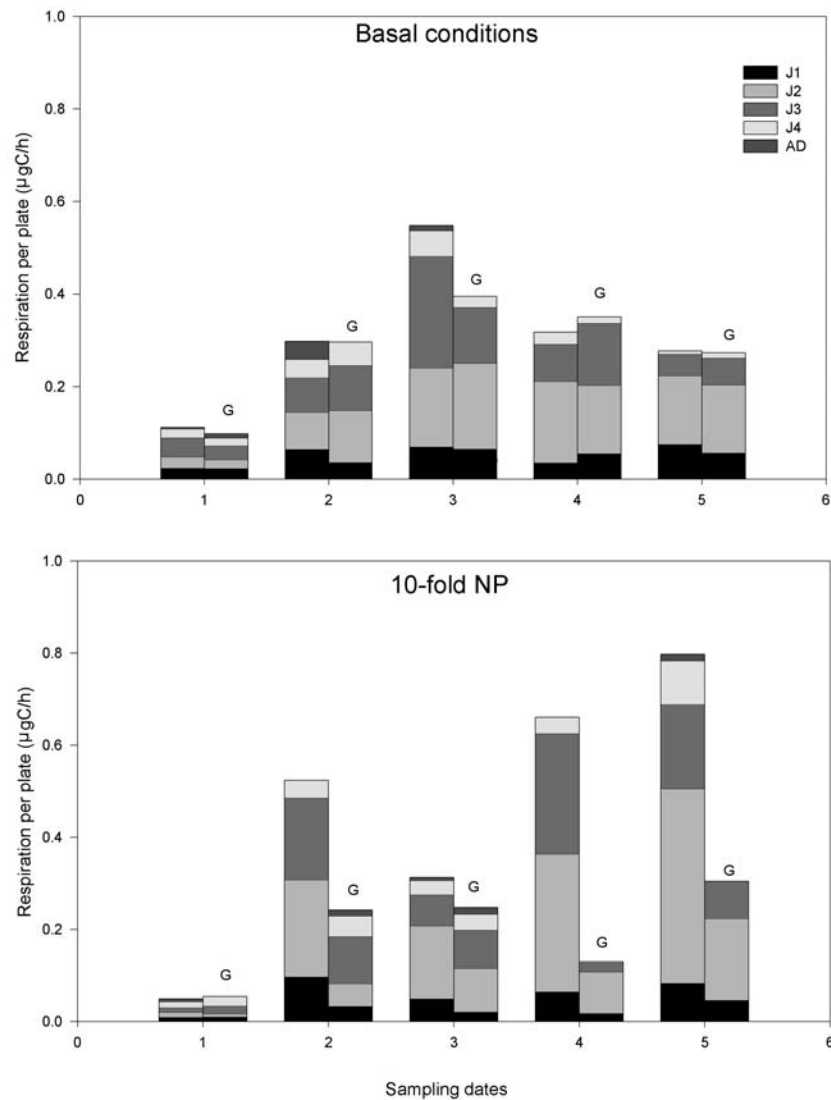 Basal conditions
1.0
0.8
0.6
0.4
0.2
0.0
Respiration per plate (μgC/h)
J1
J2
J3
J4
AD
G
G
G
G
G
0 1 2 3 4 5 6
10-fold NP
1.0
0.8
0.6
0.4
0.2
0.0
Respiration per plate (μgC/h)
G
G
G
G
G
0 1 2 3 4 5 6
Sampling dates